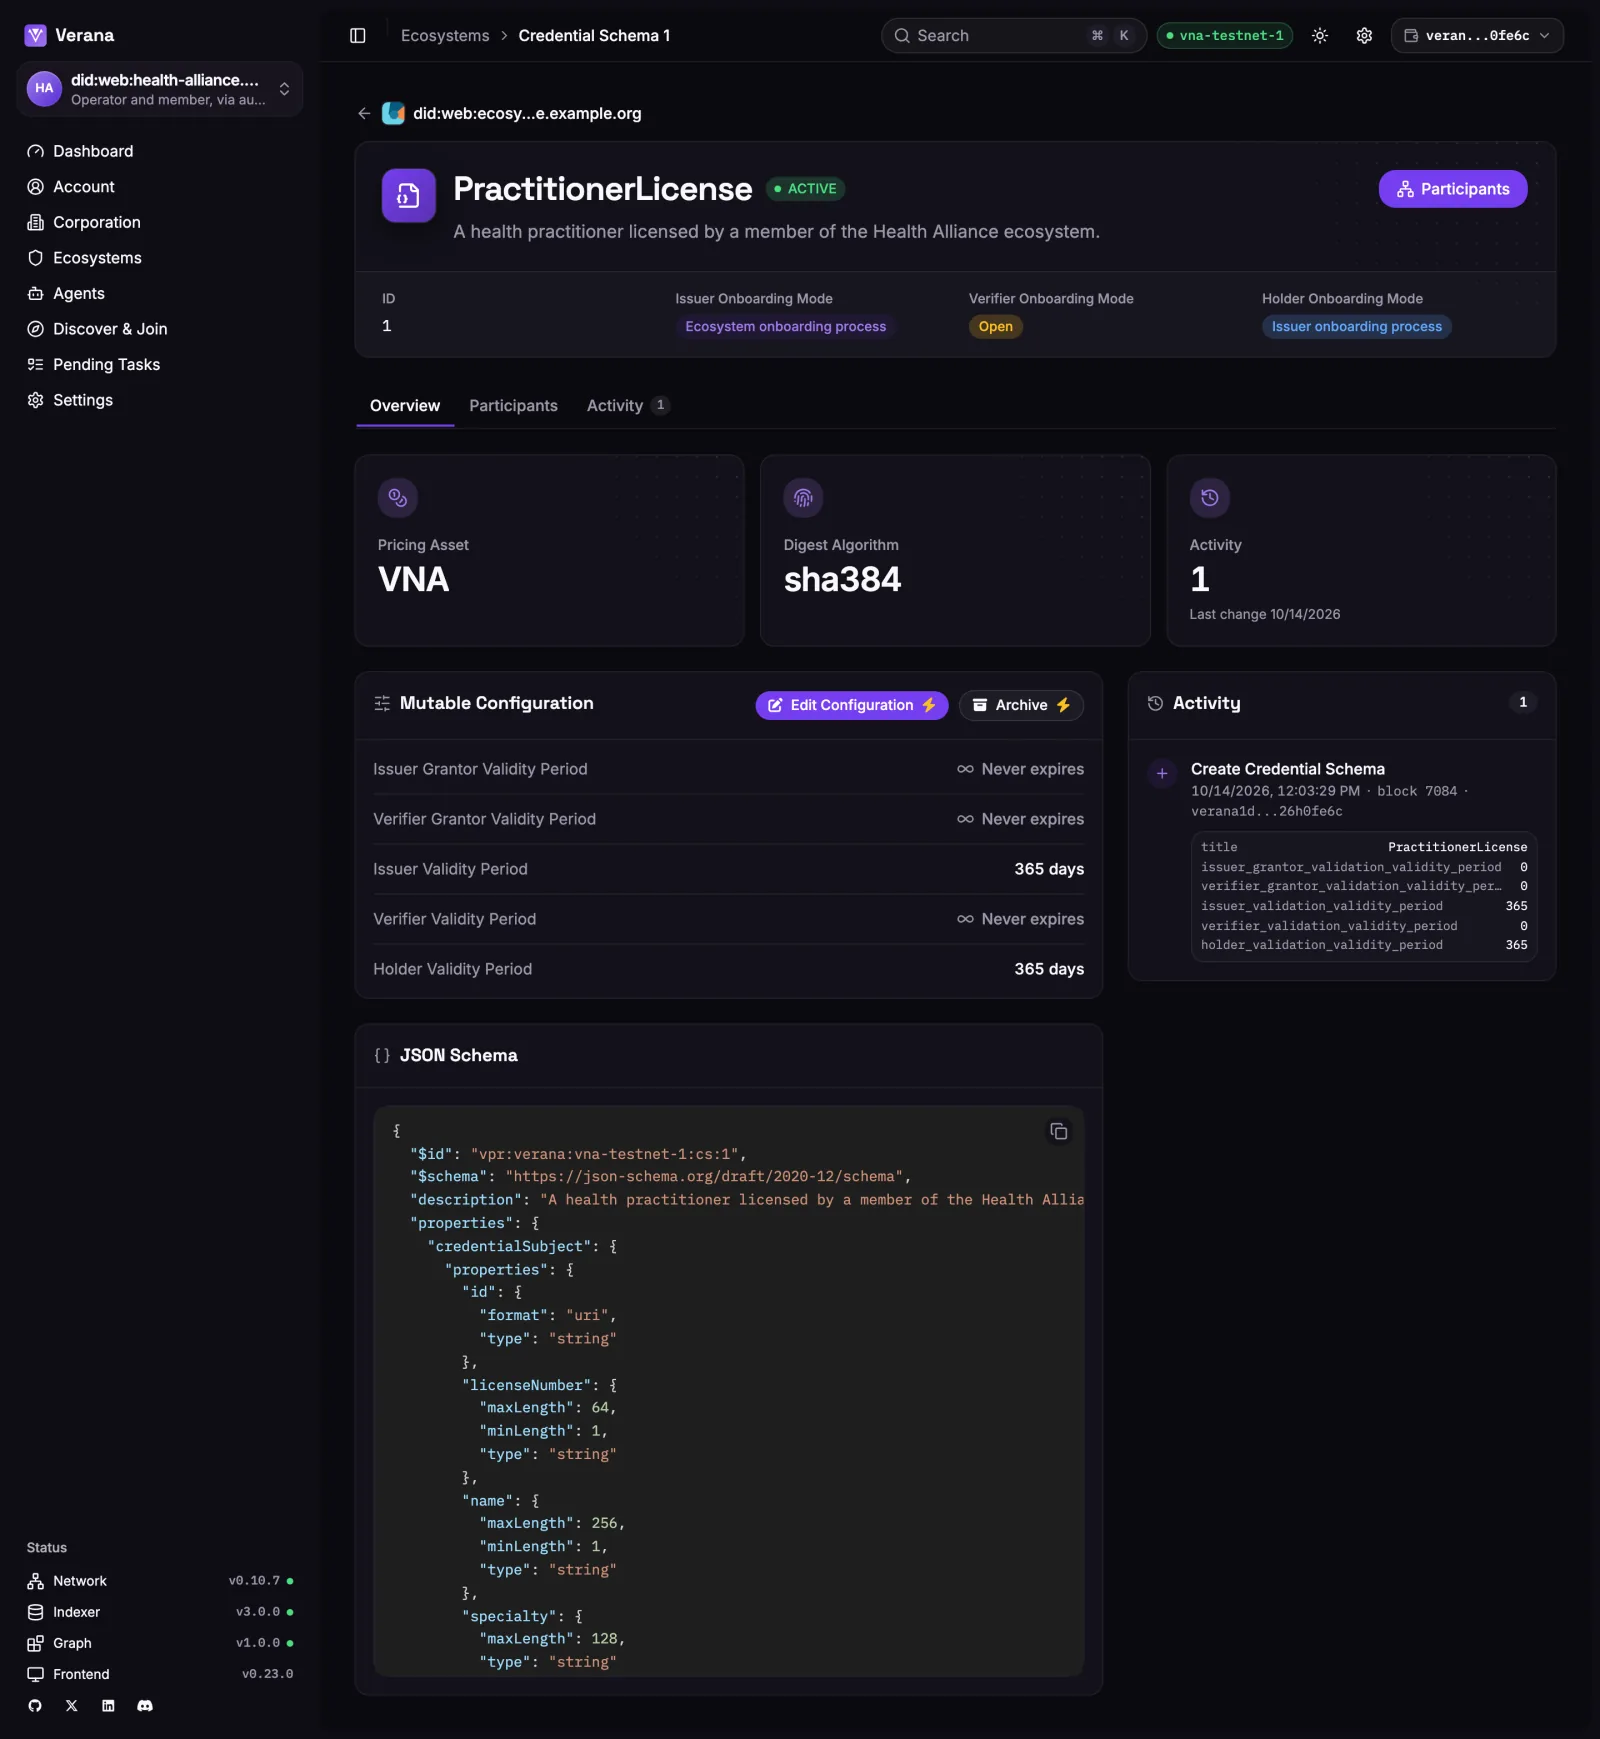 Verana
Ecosystems > Credential Schema 1
Search ⌘ K
vna-testnet-1
veran...0fe6c
HA
did:web:health-alliance....
Operator and member, via au...
Dashboard
Account
Corporation
Ecosystems
Agents
Discover & Join
Pending Tasks
Settings
did:web:ecosy...e.example.org
PractitionerLicense
ACTIVE
Participants
A health practitioner licensed by a member of the Health Alliance ecosystem.
ID
1
Issuer Onboarding Mode
Ecosystem onboarding process
Verifier Onboarding Mode
Open
Holder Onboarding Mode
Issuer onboarding process
Overview Participants Activity 1
Pricing Asset
VNA
Digest Algorithm
sha384
Activity
1
Last change 10/14/2026
Mutable Configuration
Edit Configuration ⚡
Archive ⚡
Issuer Grantor Validity Period ∞ Never expires
Verifier Grantor Validity Period ∞ Never expires
Issuer Validity Period 365 days
Verifier Validity Period ∞ Never expires
Holder Validity Period 365 days
Activity 1
Create Credential Schema
10/14/2026, 12:03:29 PM · block 7084 ·
verana1d...26h0fe6c
title PractitionerLicense
issuer_grantor_validation_validity_period 0
verifier_grantor_validation_validity_per… 0
issuer_validation_validity_period 365
verifier_validation_validity_period 0
holder_validation_validity_period 365
{} JSON Schema
{
"$id": "vpr:verana:vna-testnet-1:cs:1",
"$schema": "https://json-schema.org/draft/2020-12/schema",
"description": "A health practitioner licensed by a member of the Health Allia
"properties": {
"credentialSubject": {
"properties": {
"id": {
"format": "uri",
"type": "string"
},
"licenseNumber": {
"maxLength": 64,
"minLength": 1,
"type": "string"
},
"name": {
"maxLength": 256,
"minLength": 1,
"type": "string"
},
"specialty": {
"maxLength": 128,
"type": "string"
Status
Network v0.10.7
Indexer v3.0.0
Graph v1.0.0
Frontend v0.23.0